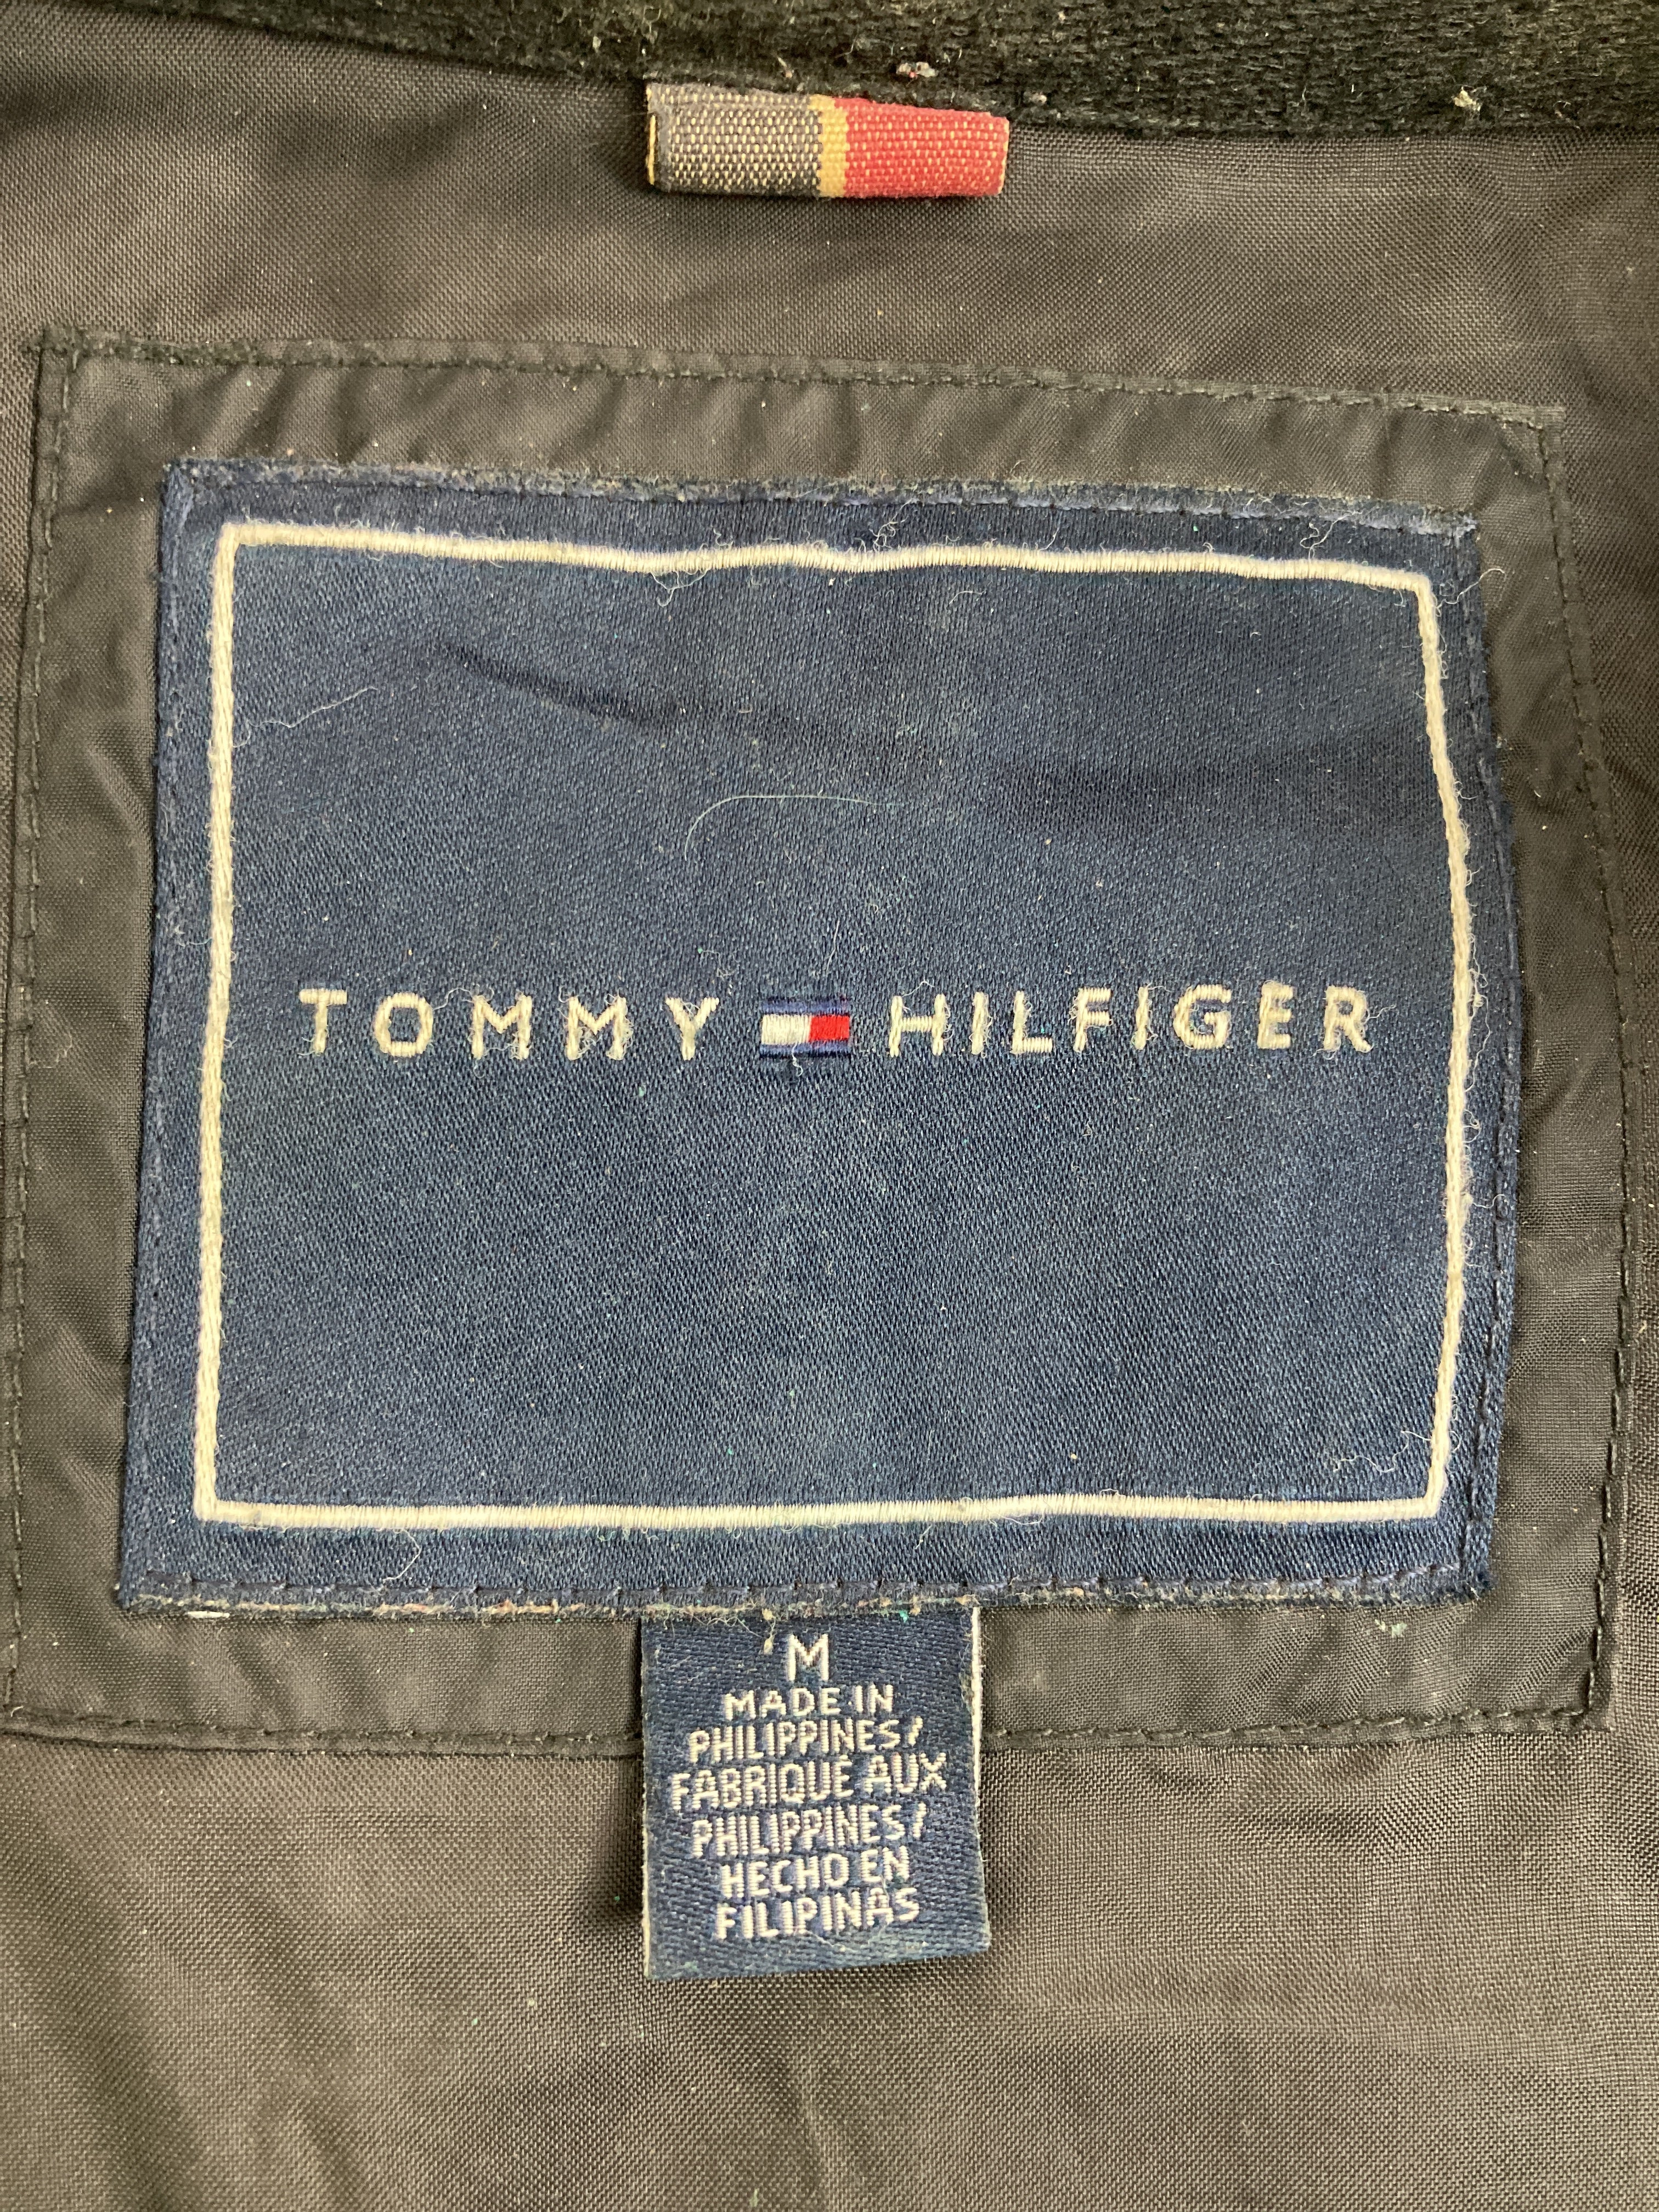 TOMMY HILFIGER
M
MADE IN
PHILIPPINES/
FABRIQUE AUX
PHILIPPINES/
HECHO EN
FILIPINAS